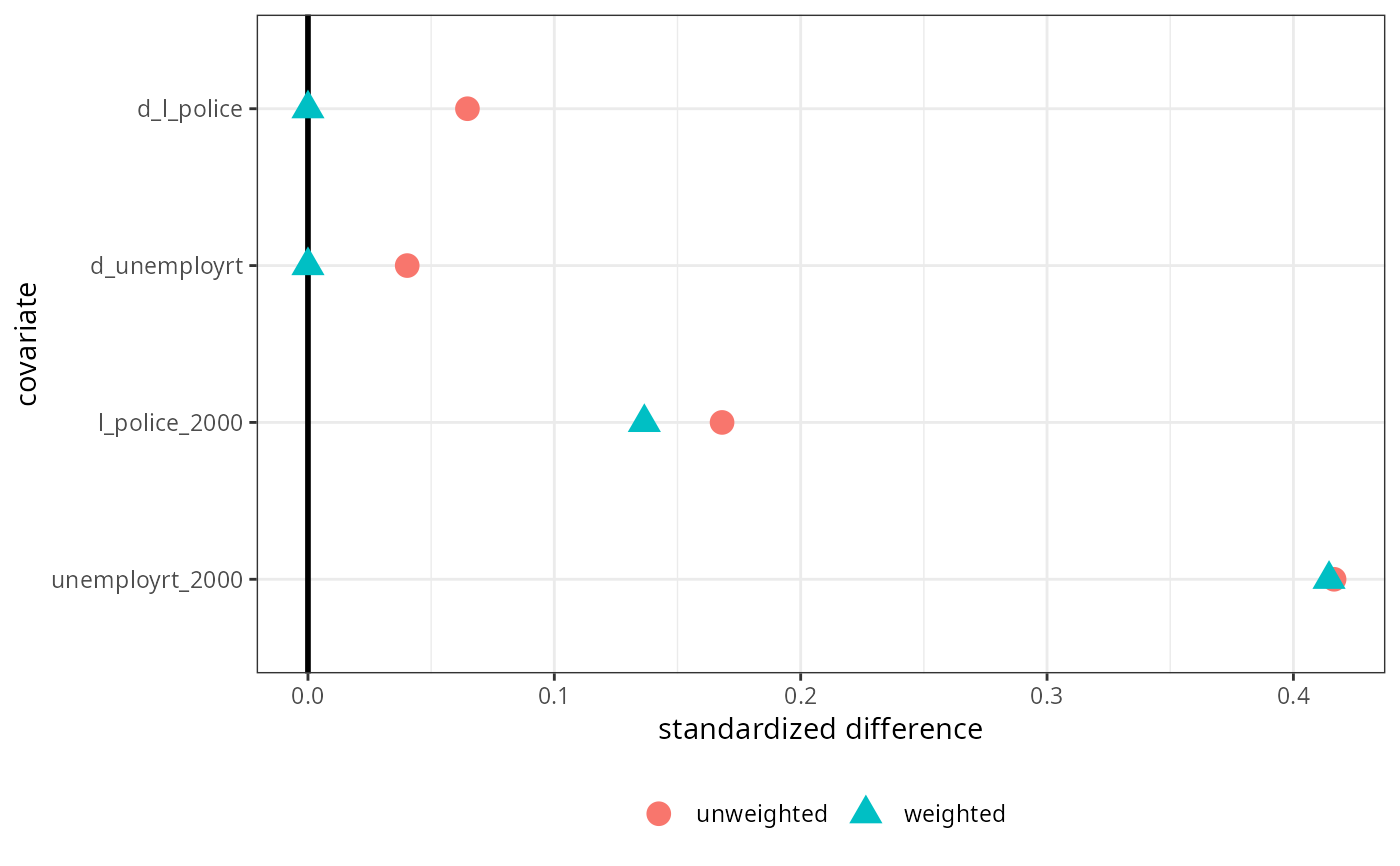 covariate
d_l_police
d_unemployrt
l_police_2000
unemployrt_2000
0.0 0.1 0.2 0.3 0.4
standardized difference
unweighted weighted